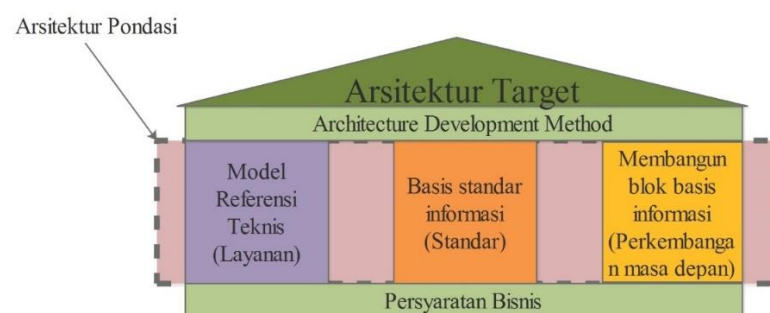 Arsitektur Pondasi
Arsitektur Target
Architecture Development Method
Model
Referensi
Teknis
(Layanan)
Basis standar
informasi
(Standar)
Membangun
blok basis
informasi
(Perkembanga
n masa depan)
Persyaratan Bisnis